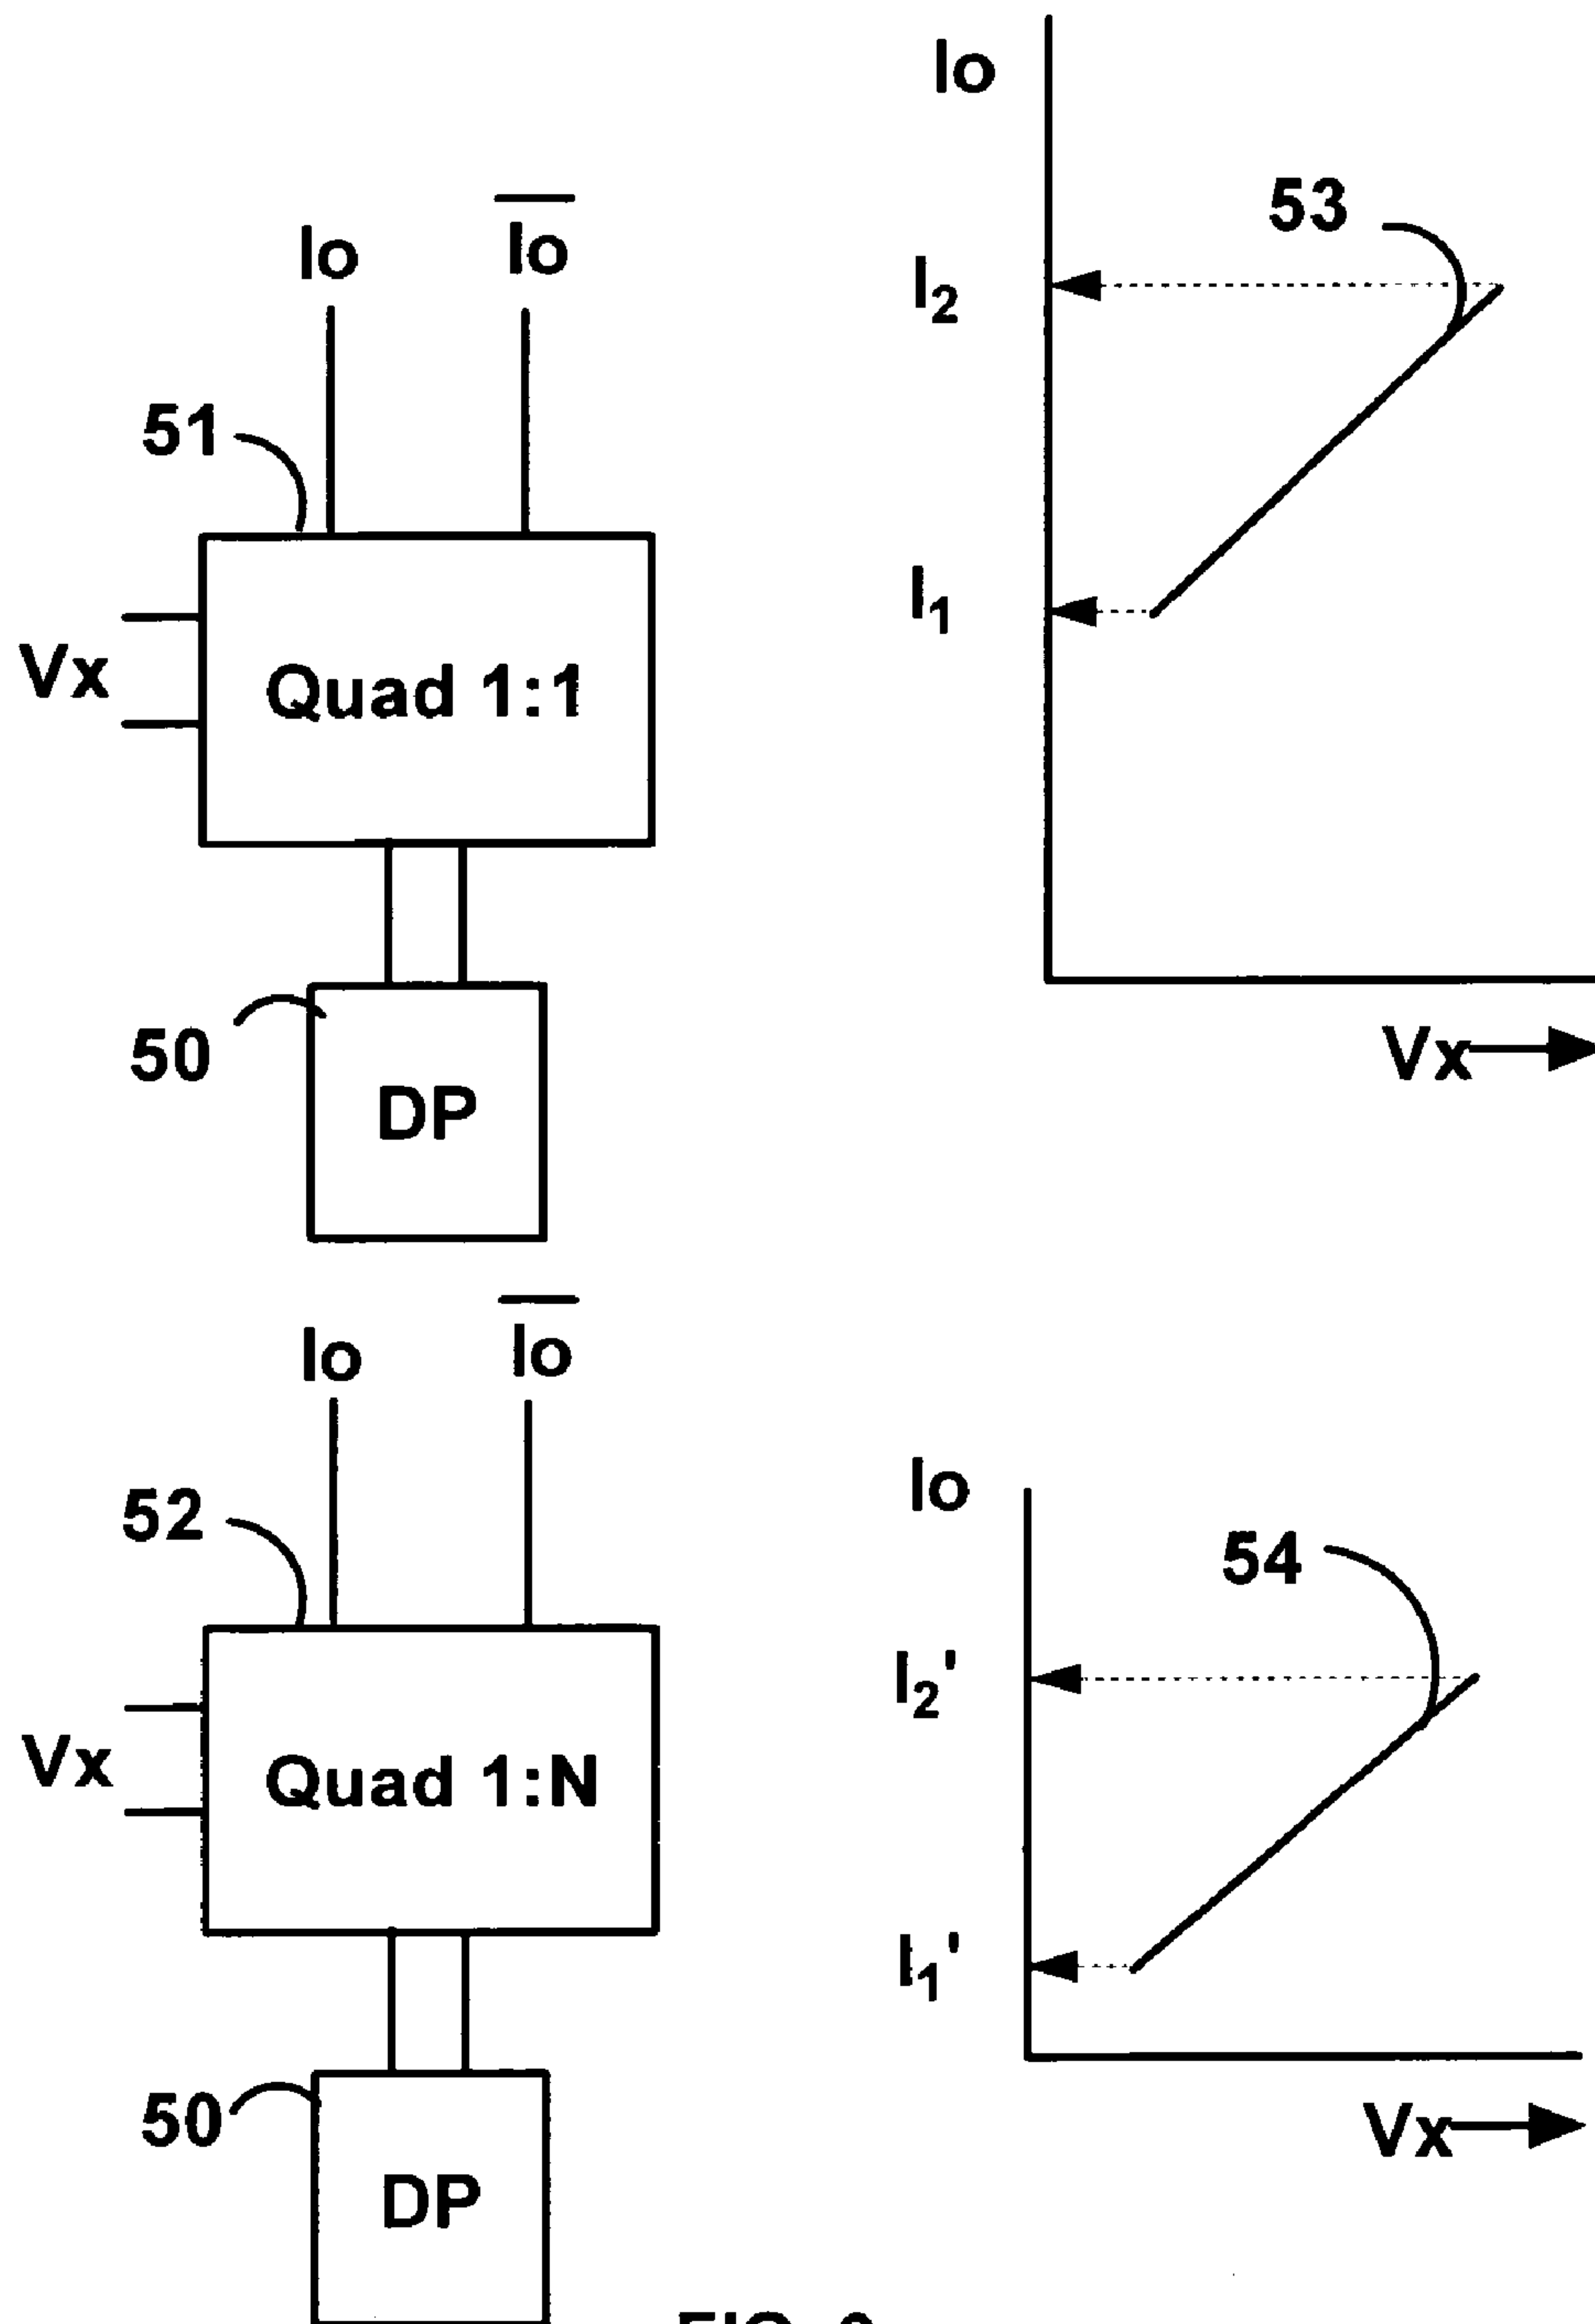 Io
Io
53
Io
I2
51
I1
Vx
Quad 1:1
50
Vx
DP
Io
Io
Io
52
54
I2'
Vx
Quad 1:N
I1'
50
Vx
DP